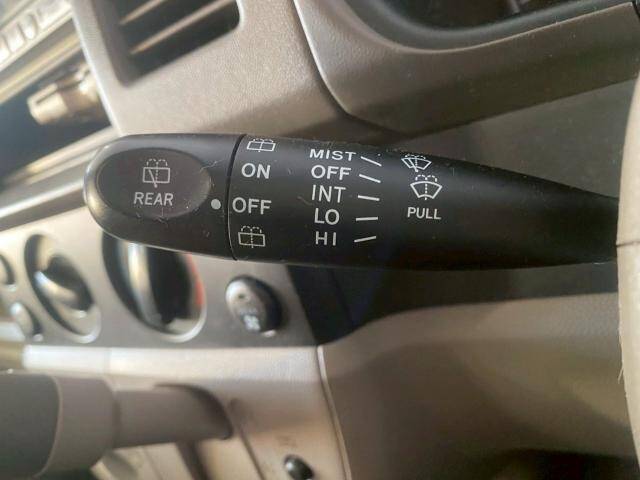 REAR
ON
OFF
MIST
OFF
INT
LO
HI
PULL